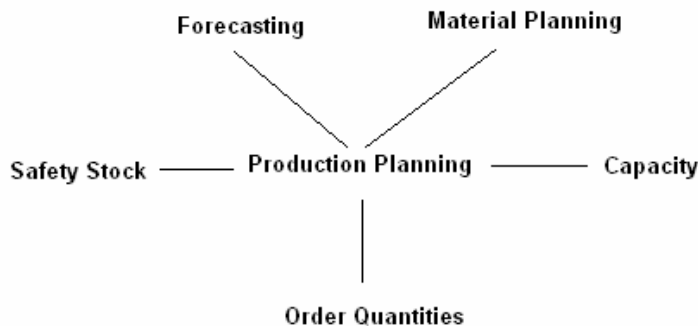 Forecasting
Material Planning
Safety Stock
Production Planning
Capacity
Order Quantities